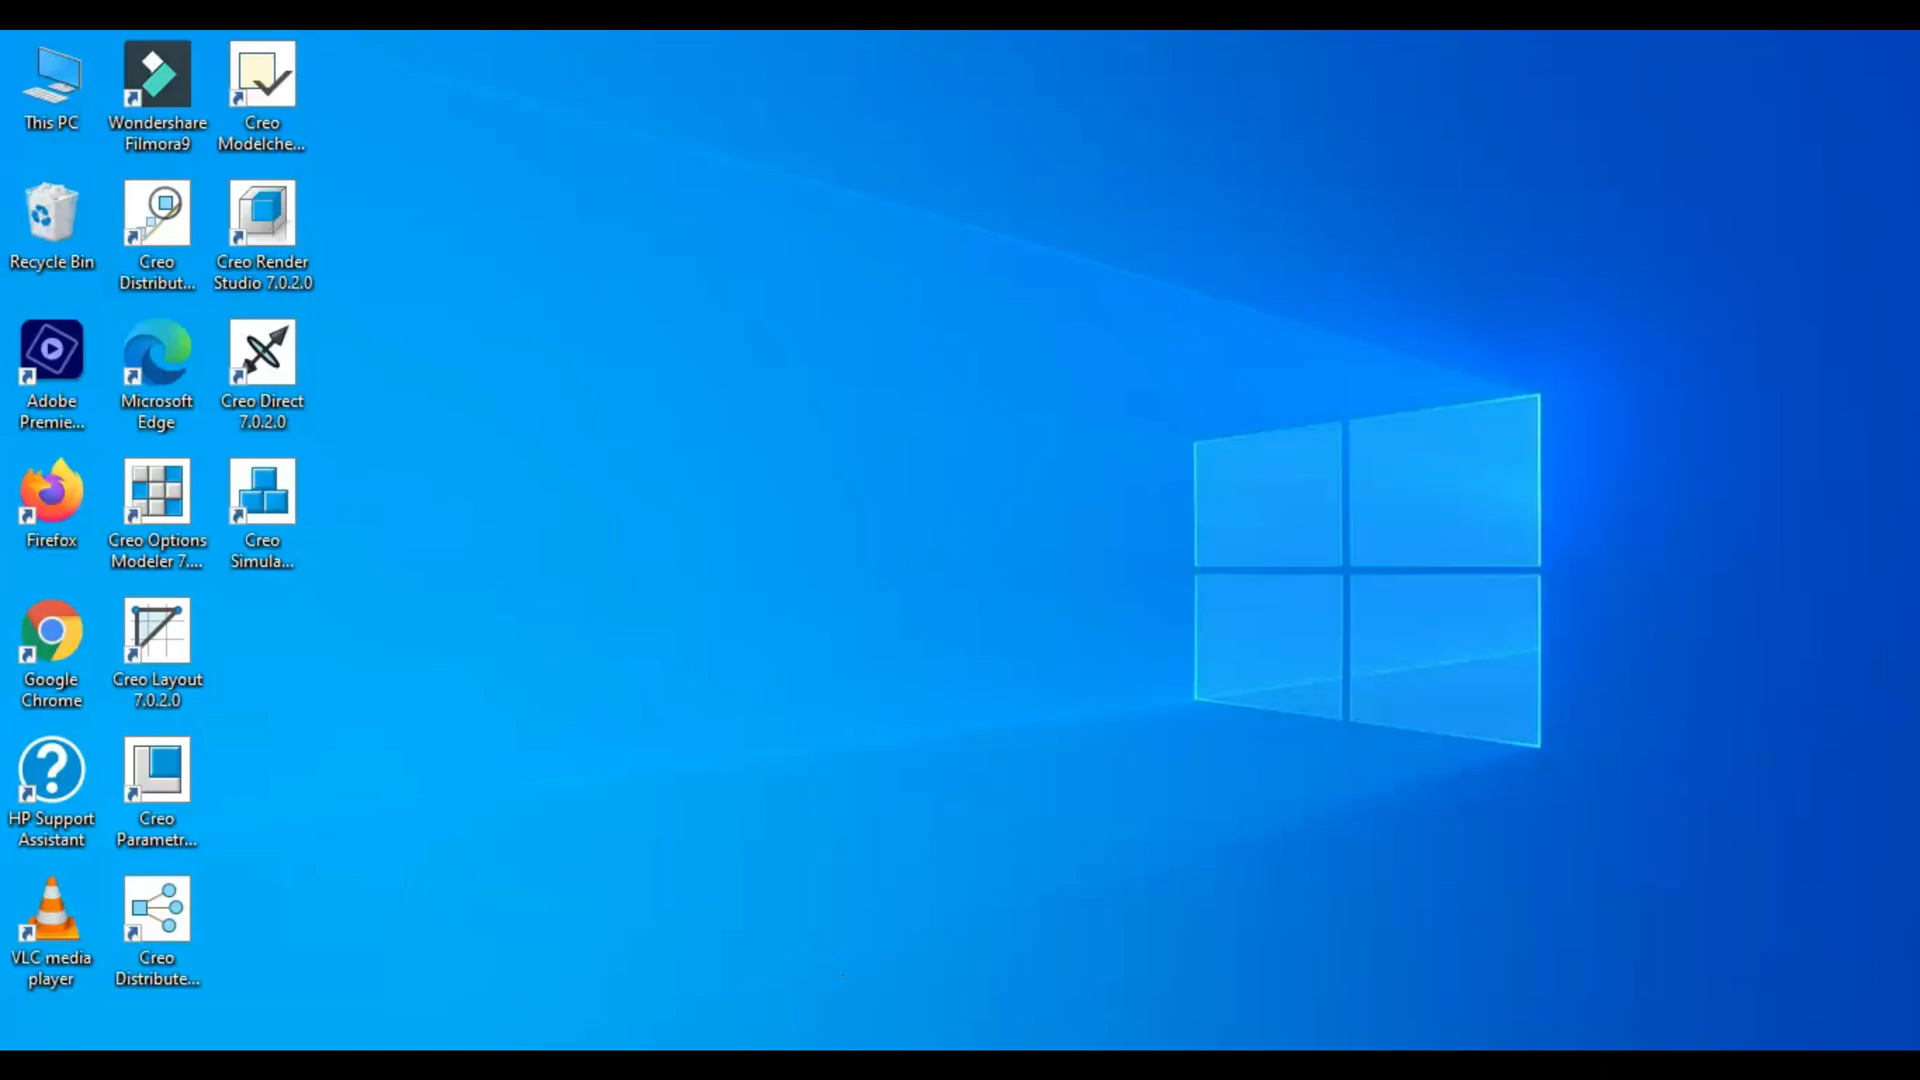 This PC
Wondershare
Filmora9
Creo
Modelche...
Recycle Bin
Creo
Distribut...
Creo Render
Studio 7.0.2.0
Adobe
Premie...
Microsoft
Edge
Creo Direct
7.0.2.0
Firefox
Creo Options
Modeler 7....
Creo
Simula...
Google
Chrome
Creo Layout
7.0.2.0
HP Support
Assistant
Creo
Parametr...
VLC media
player
Creo
Distribute...